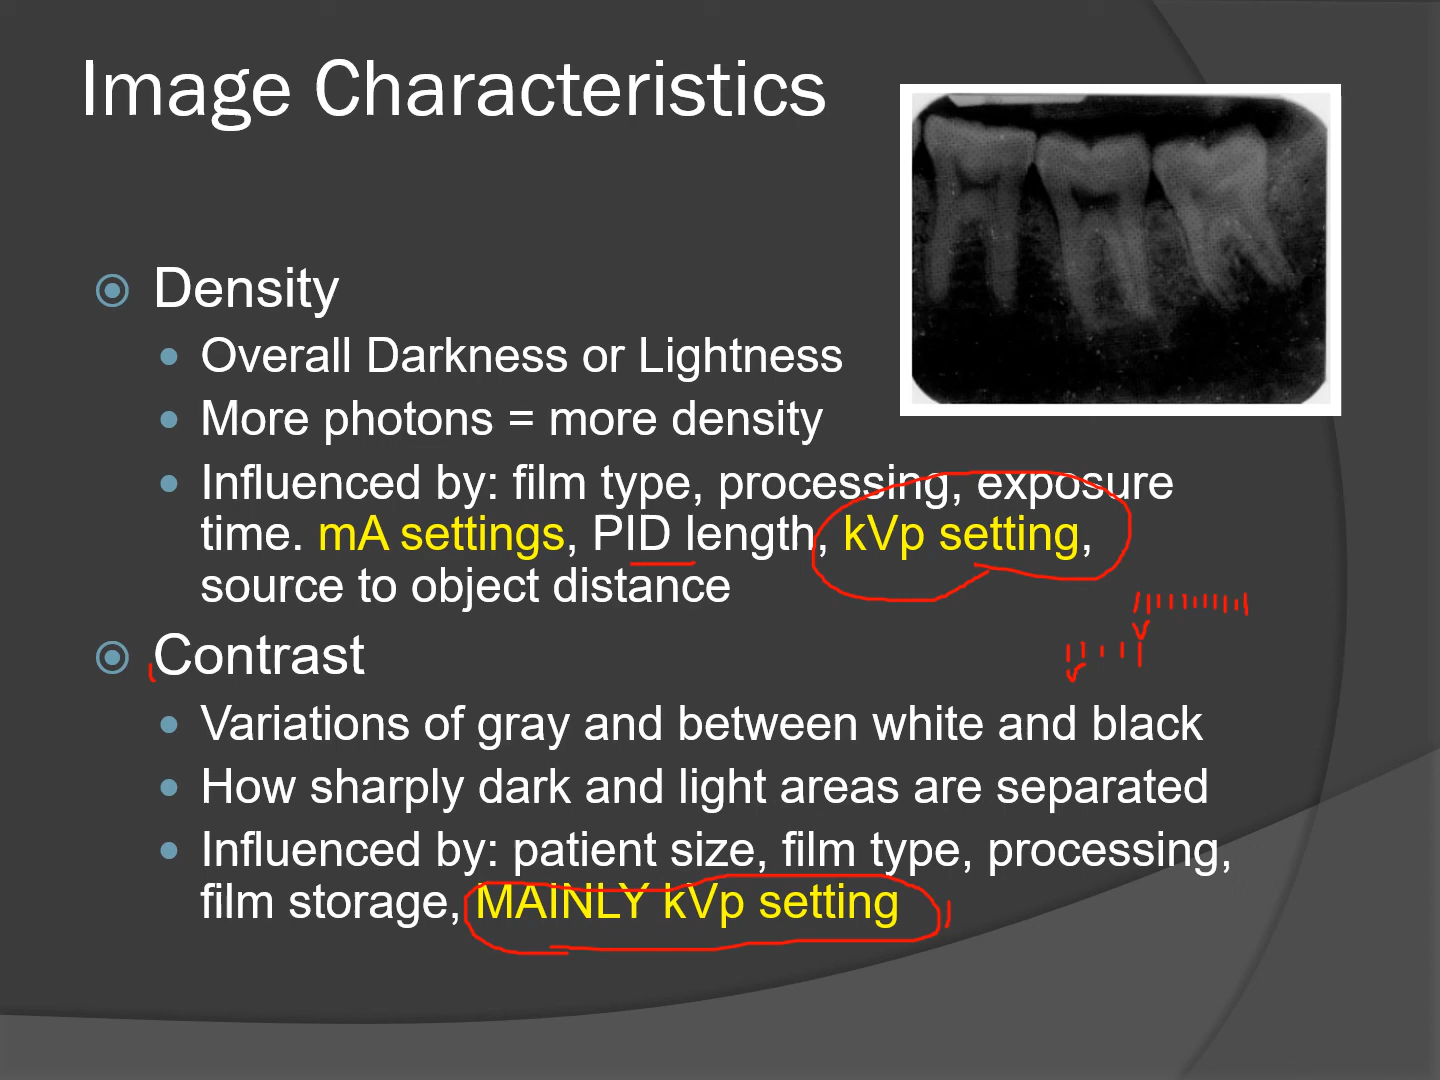 Image Characteristics
Density
Overall Darkness or Lightness
More photons = more density
Influenced by: film type, processing, exposure
time. mA settings, PID length, kVp setting,
source to object distance
Contrast
Variations of gray and between white and black
How sharply dark and light areas are separated
Influenced by: patient size, film type, processing,
film storage, MAINLY kVp setting